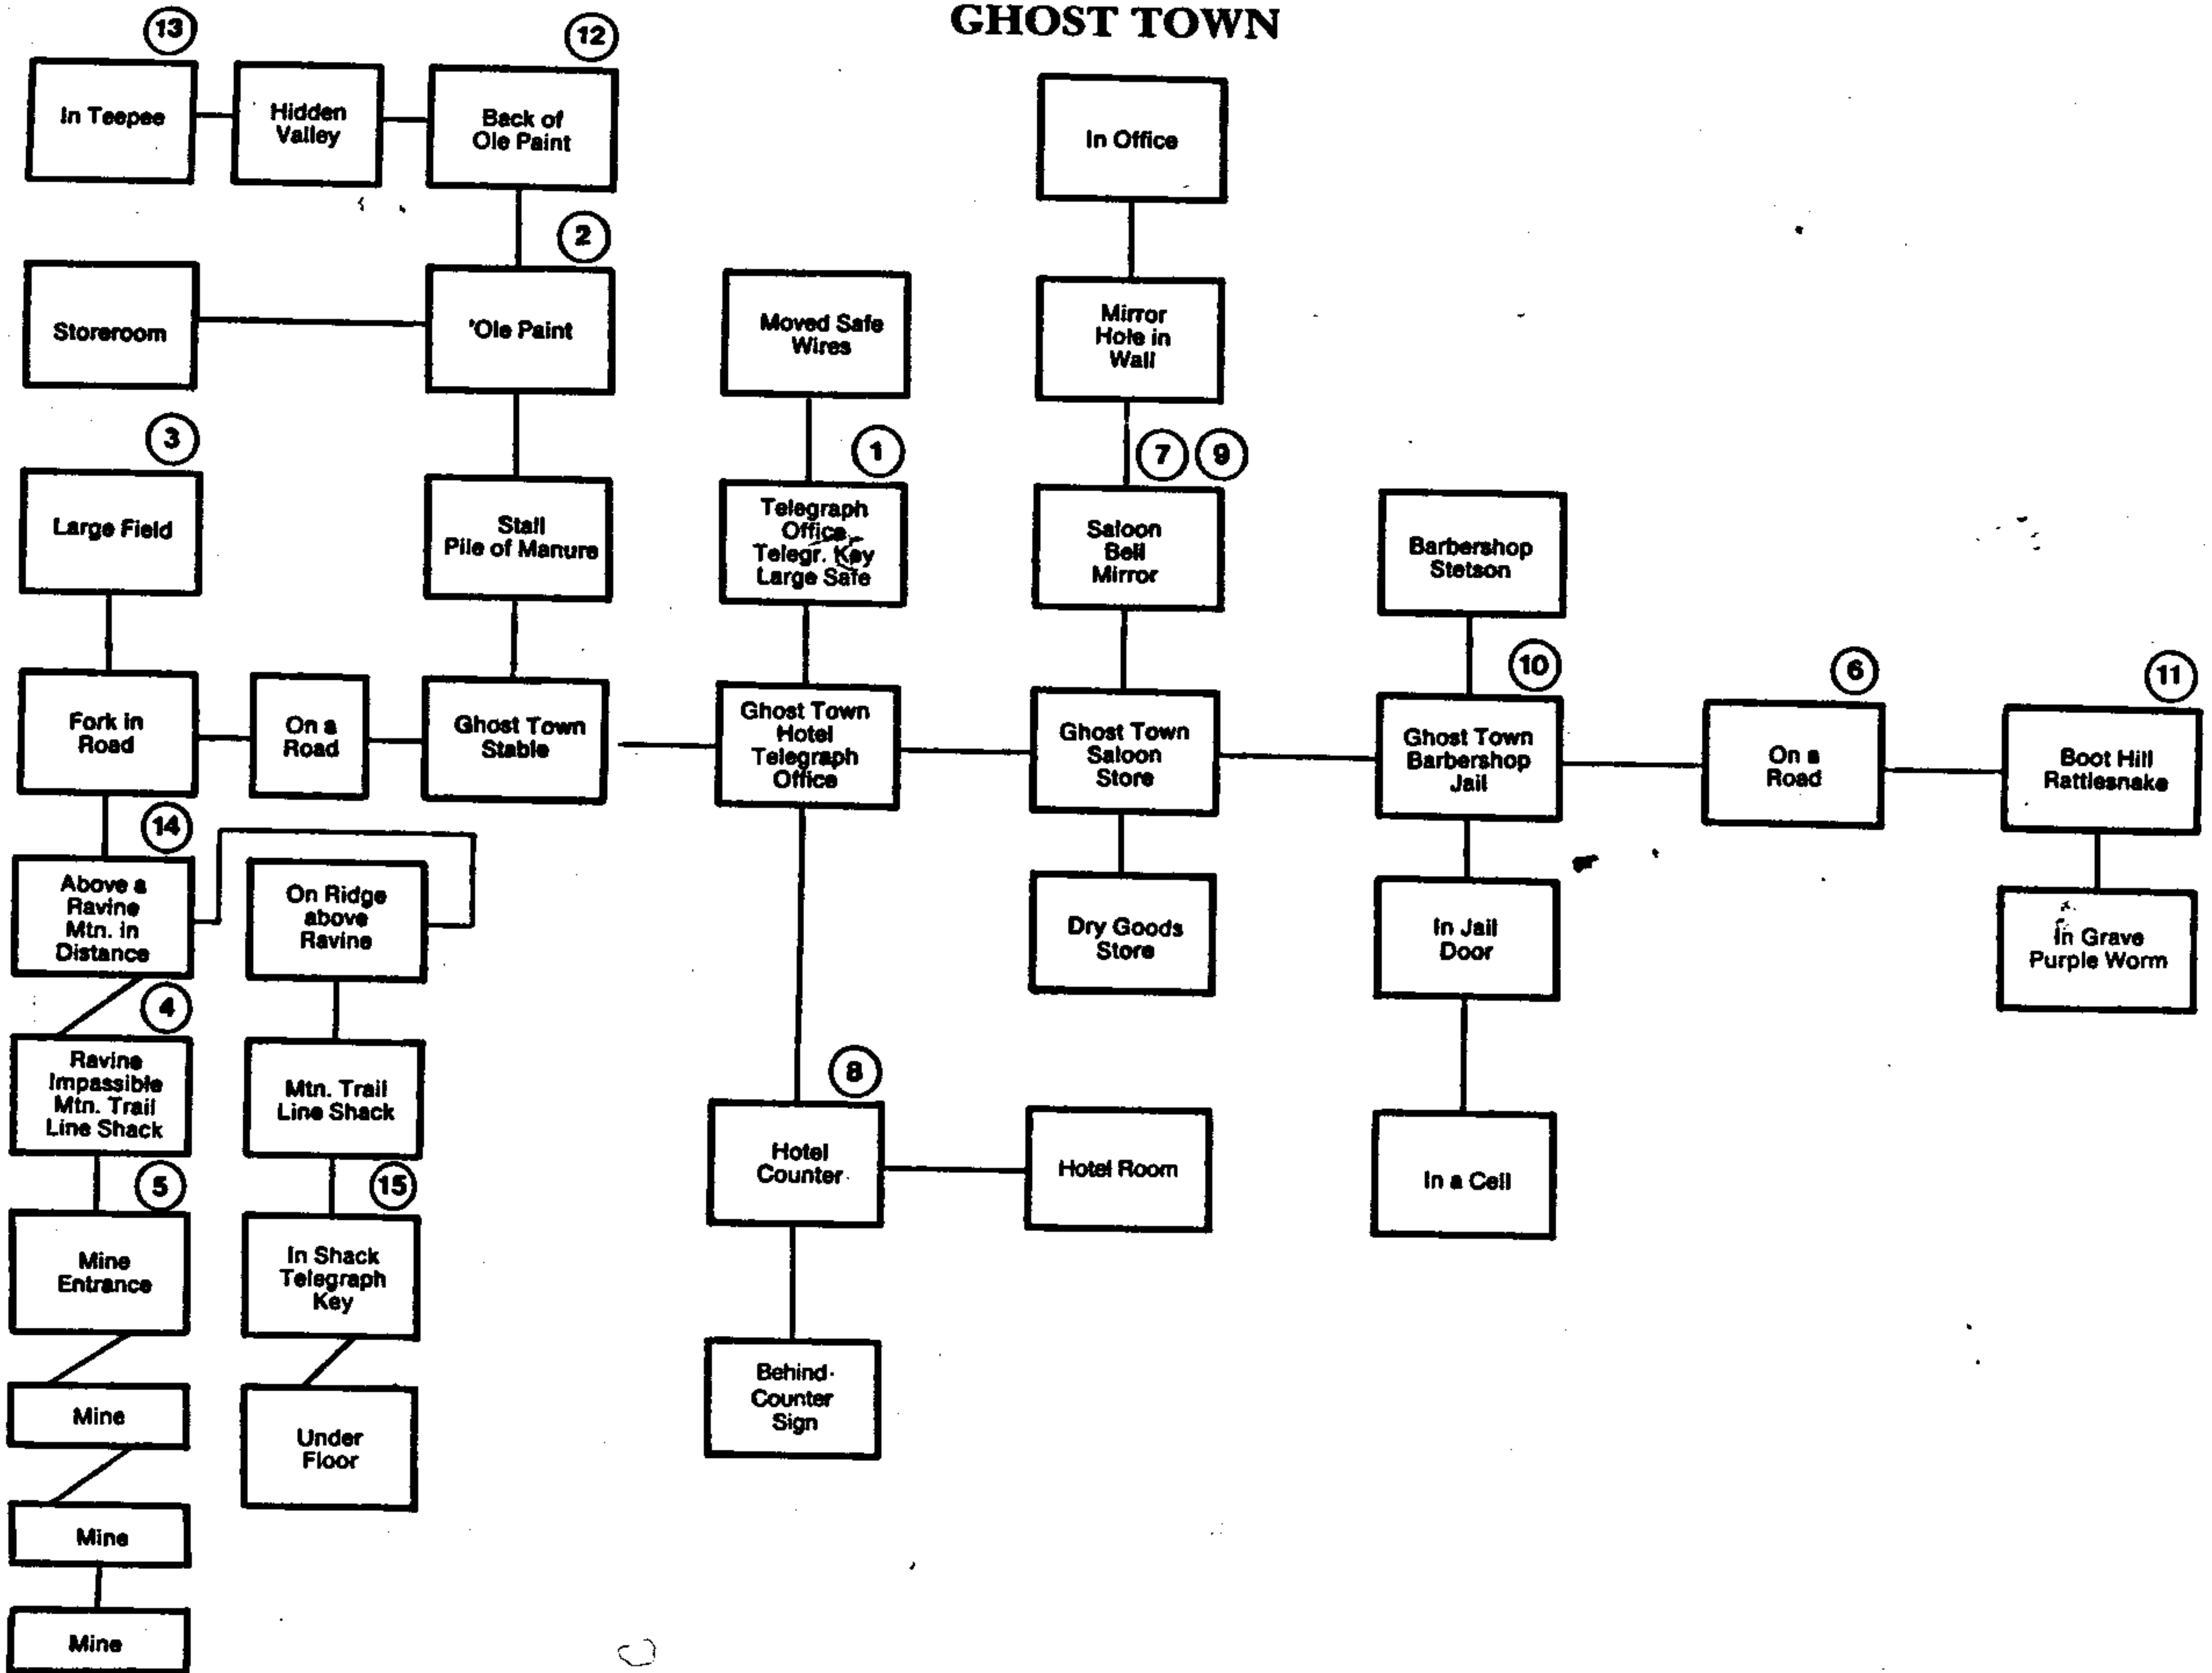 GHOST TOWN
13
12
In Teepee
Hidden
Valley
Back of
Ole Paint
In Office
2
Storeroom
'Ole Paint
Moved Safe
Wires
Mirror
Hole in
Wall
3
1
7
9
Large Field
Stall
Pile of Manure
Telegraph
Office
Telegr. Key
Large Safe
Saloon
Bell
Mirror
Barbershop
Stetson
10
6
11
Fork in
Road
On a
Road
Ghost Town
Stable
Ghost Town
Hotel
Telegraph
Office
Ghost Town
Saloon
Store
Ghost Town
Barbershop
Jail
On a
Road
Boot Hill
Rattlesnake
14
Above a
Ravine
Mtn. in
Distance
On Ridge
above
Ravine
Dry Goods
Store
In Jail
Door
In Grave
Purple Worm
4
Ravine
Impassible
Mtn. Trail
Line Shack
Mtn. Trail
Line Shack
8
Hotel
Counter
Hotel Room
In a Cell
5
15
Mine
Entrance
In Shack
Telegraph
Key
Behind
Counter
Sign
Mine
Under
Floor
Mine
Mine